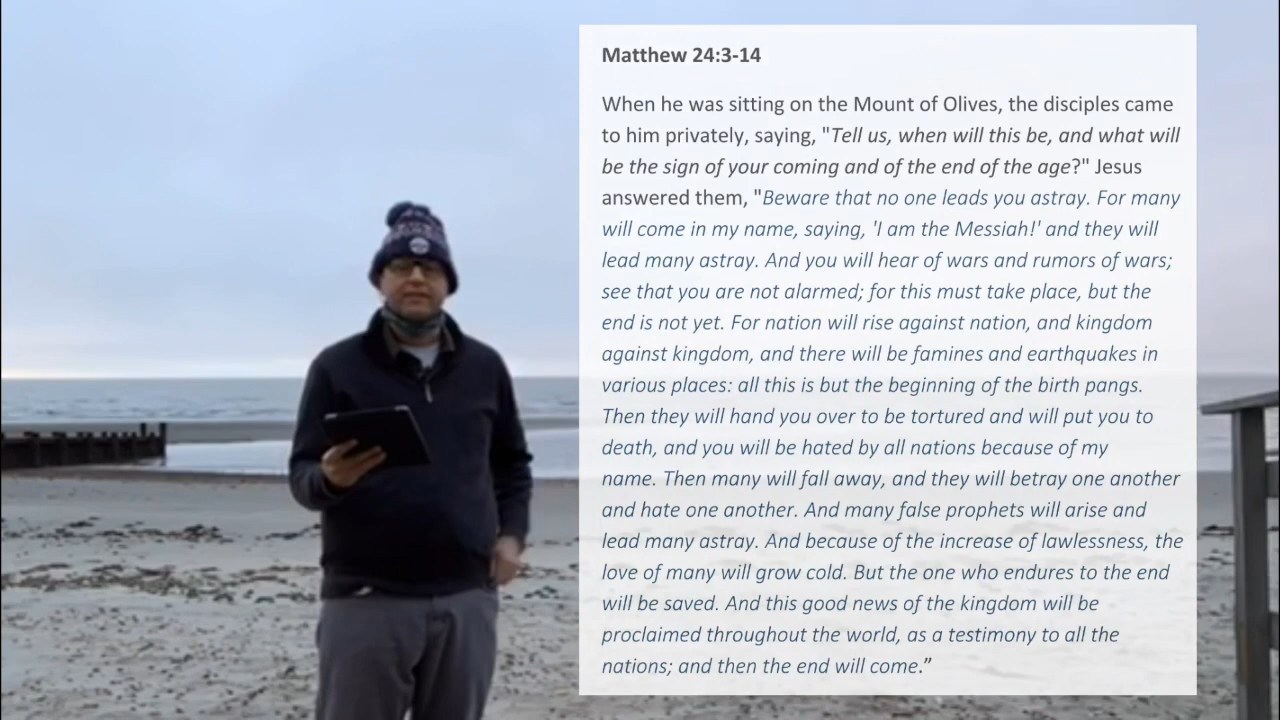 Matthew 24:3-14
When he was sitting on the Mount of Olives, the disciples came
to him privately, saying, "Tell us, when will this be, and what will
be the sign of your coming and of the end of the age?" Jesus
answered them, "Beware that no one leads you astray. For many
will come in my name, saying, 'I am the Messiah!' and they will
lead many astray. And you will hear of wars and rumors of wars;
see that you are not alarmed; for this must take place, but the
end is not yet. For nation will rise against nation, and kingdom
against kingdom, and there will be famines and earthquakes in
various places: all this is but the beginning of the birth pangs.
Then they will hand you over to be tortured and will put you to
death, and you will be hated by all nations because of my
name. Then many will fall away, and they will betray one another
and hate one another. And many false prophets will arise and
lead many astray. And because of the increase of lawlessness, the
love of many will grow cold. But the one who endures to the end
will be saved. And this good news of the kingdom will be
proclaimed throughout the world, as a testimony to all the
nations; and then the end will come.”